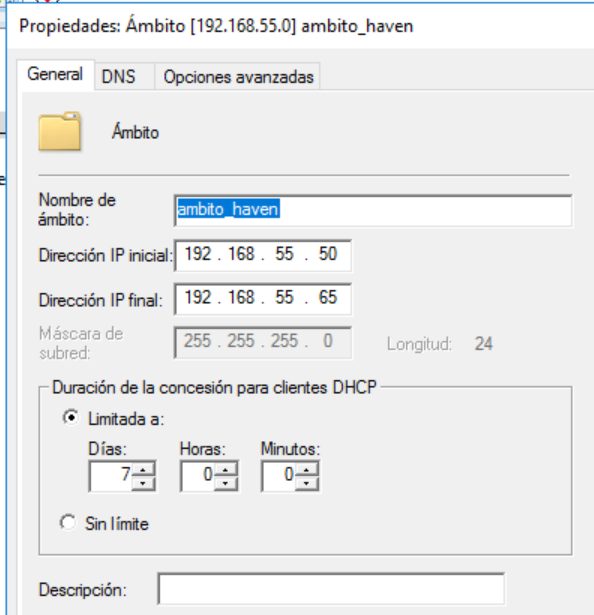 Propiedades: Ámbito [192.168.55.0] ambito_haven
General DNS Opciones avanzadas
Ámbito
Nombre de
ámbito:
ambito_haven
Dirección IP inicial: 192 . 168 . 55 . 50
Dirección IP final: 192 . 168 . 55 . 65
Máscara de
subred:
255 . 255 . 255 . 0 Longitud: 24
Duración de la concesión para clientes DHCP
Limitada a:
Días: Horas: Minutos:
7 0 0
Sin límite
Descripción: